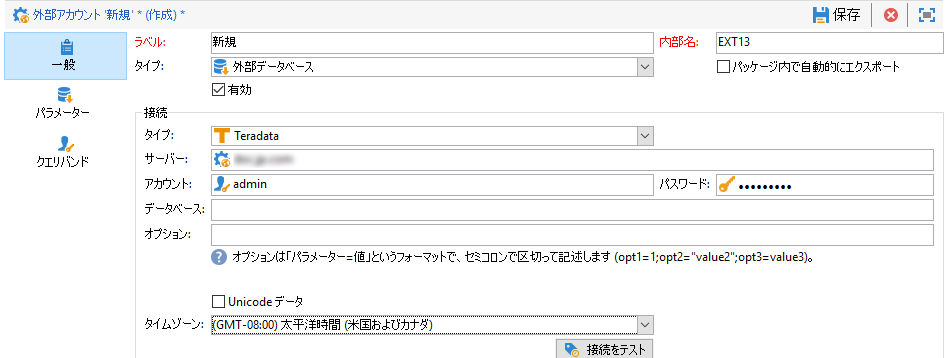 外部アカウント '新規' * (作成) *
保存
一般
パラメーター
クエリバンド
ラベル: 新規 内部名: EXT13
タイプ: 外部データベース パッケージ内で自動的にエクスポート
有効
接続
タイプ: Teradata
サーバー:
アカウント: admin パスワード: •••••••••
データベース:
オプション:
オプションは「パラメーター=値」というフォーマットで、セミコロンで区切って記述します (opt1=1;opt2="value2";opt3=value3)。
Unicode データ
タイムゾーン: (GMT-08:00) 太平洋時間 (米国およびカナダ)
接続をテスト